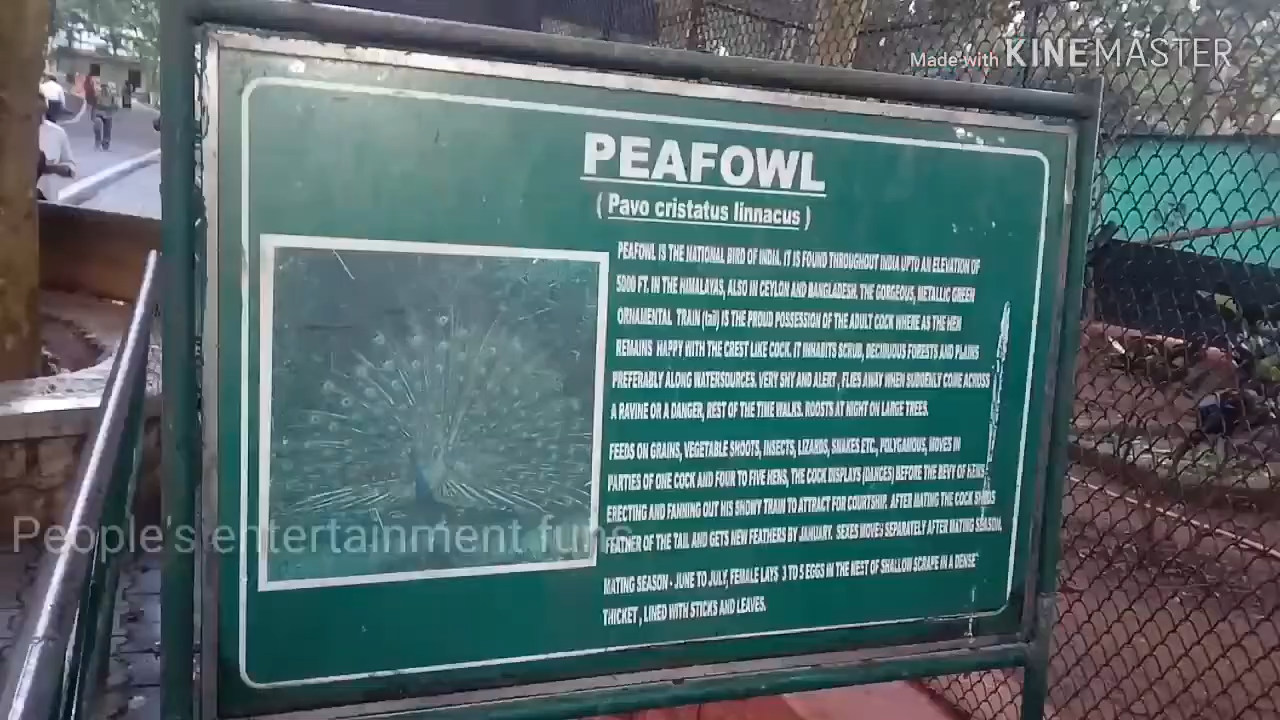 Made with KINEMASTER
PEAFOWL
( Pavo cristatus linnacus )
PEAFOWL IS THE NATIONAL BIRD OF INDIA. IT IS FOUND THROUGHOUT INDIA UPTO AN ELEVATION OF
5000 FT. IN THE HIMALAYAS, ALSO IN CEYLON AND BANGLADESH. THE GORGEOUS, METALLIC GREEN
ORNAMENTAL TRAIN (tail) IS THE PROUD POSSESSION OF THE ADULT COCK WHERE AS THE HEN
REMAINS HAPPY WITH THE CREST LIKE COCK. IT INHABITS SCRUB, DECIDUOUS FORESTS AND PLAINS
PREFERABLY ALONG WATERSOURCES. VERY SHY AND ALERT, FLIES AWAY WHEN SUDDENLY COME ACROSS
A RAVINE OR A DANGER, REST OF THE TIME WALKS. ROOSTS AT NIGHT ON LARGE TREES.
FEEDS ON GRAINS, VEGETABLE SHOOTS, INSECTS, LIZARDS, SNAKES ETC., POLYGAMOUS, MOVES IN
PARTIES OF ONE COCK AND FOUR TO FIVE HENS, THE COCK DISPLAYS (DANCES) BEFORE THE BEVY OF HENS
ERECTING AND FANNING OUT HIS SHOWY TRAIN TO ATTRACT FOR COURTSHIP. AFTER MATING THE COCK SHEDS
FEATHER OF THE TAIL AND GETS NEW FEATHERS BY JANUARY. SEXES MOVES SEPARATELY AFTER MATING SEASON.
MATING SEASON - JUNE TO JULY, FEMALE LAYS 3 TO 5 EGGS IN THE NEST OF SHALLOW SCRAPE IN A DENSE
THICKET, LINED WITH STICKS AND LEAVES.
People's entertainment